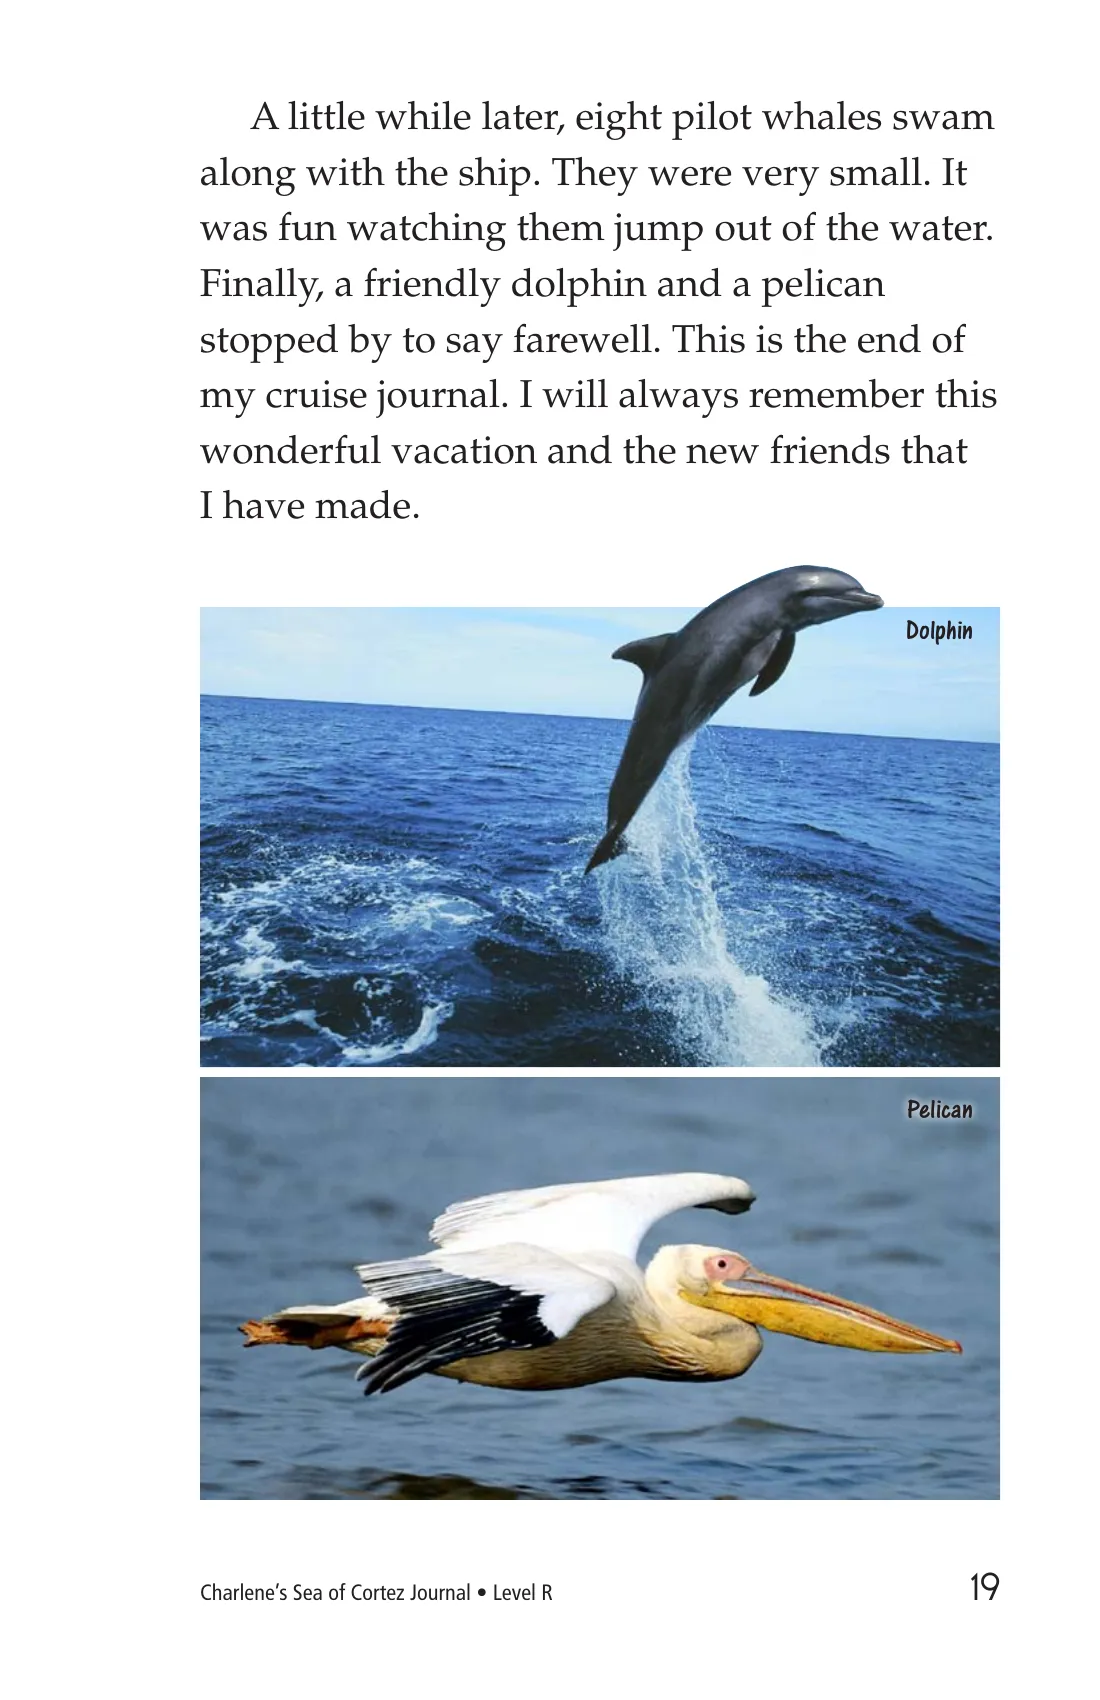 A little while later, eight pilot whales swam
along with the ship. They were very small. It
was fun watching them jump out of the water.
Finally, a friendly dolphin and a pelican
stopped by to say farewell. This is the end of
my cruise journal. I will always remember this
wonderful vacation and the new friends that
I have made.
Dolphin
Pelican
Charlene’s Sea of Cortez Journal • Level R
19